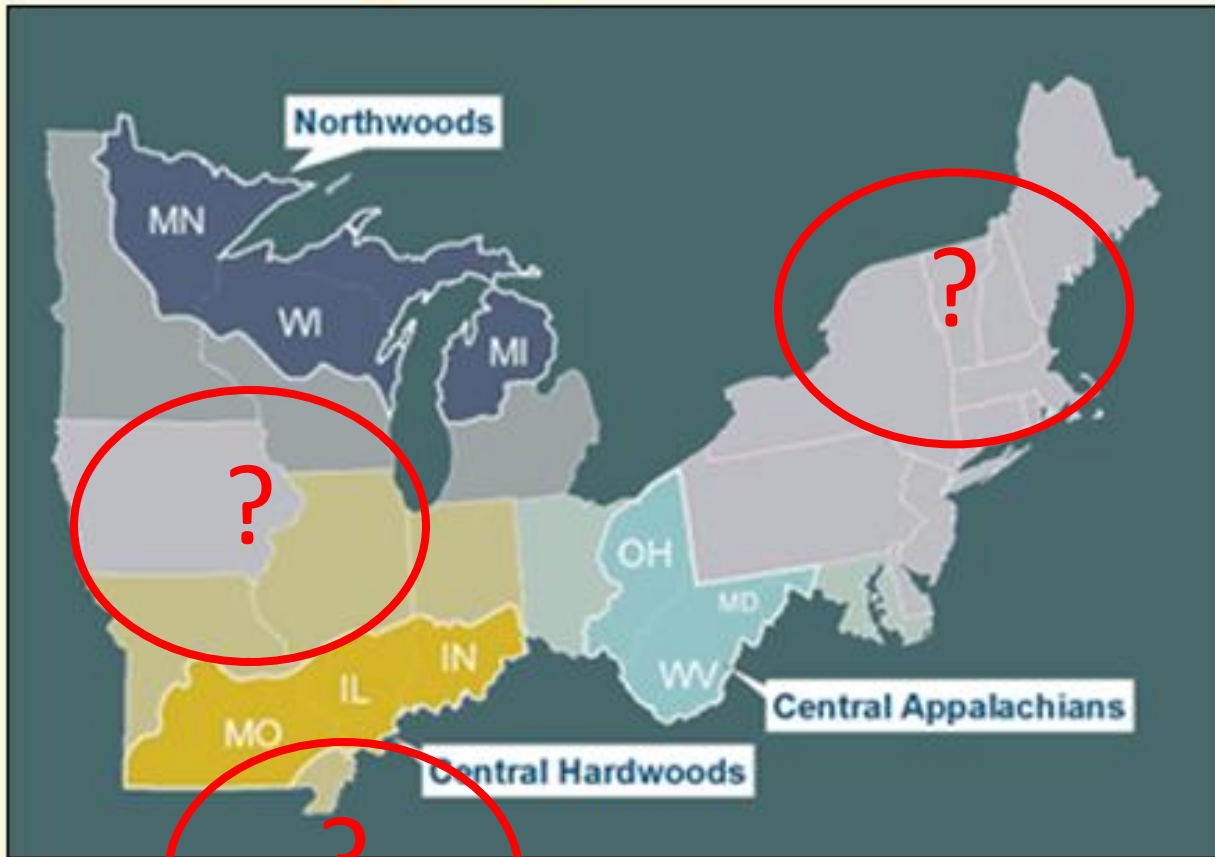 Northwoods
MN
WI
MI
?
?
OH
MD
WV
IN
IL
MO
Central Appalachians
Central Hardwoods
?